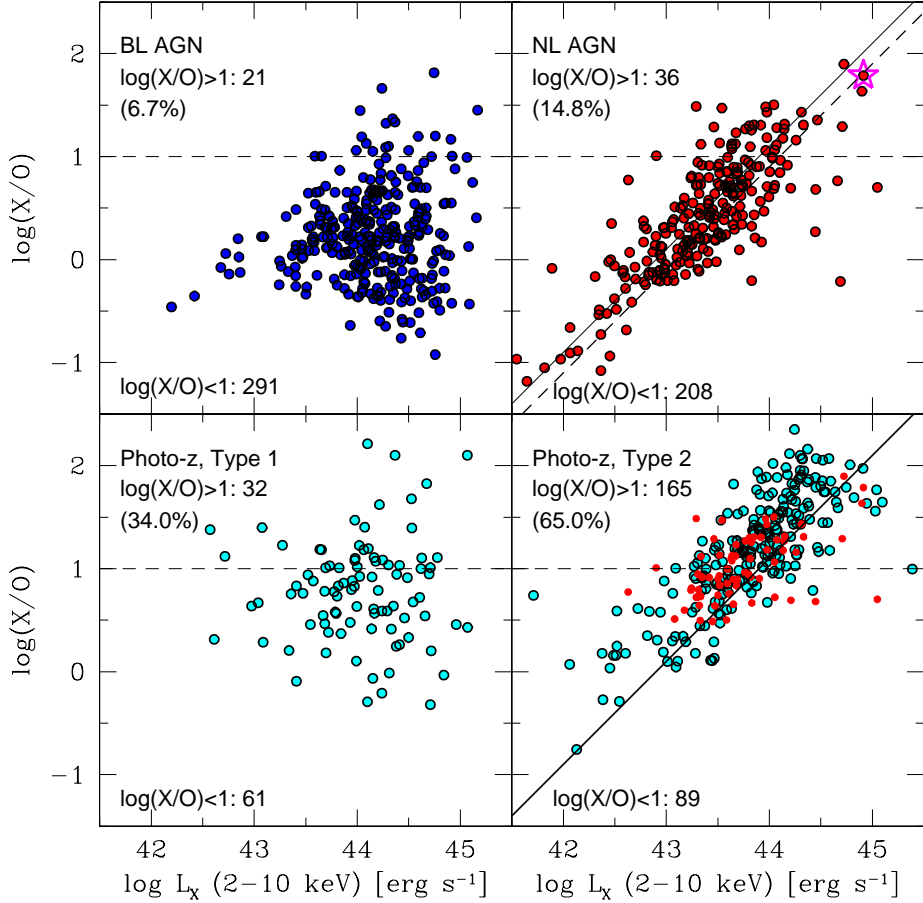 BL AGN
log(X/O)>1: 21
(6.7%)
log(X/O)<1: 291
NL AGN
log(X/O)>1: 36
(14.8%)
log(X/O)<1: 208
2
1
0
−1
log(X/O)
Photo-z, Type 1
log(X/O)>1: 32
(34.0%)
log(X/O)<1: 61
Photo-z, Type 2
log(X/O)>1: 165
(65.0%)
log(X/O)<1: 89
2
1
0
−1
log(X/O)
42 43 44 45
42 43 44 45
log L_X (2−10 keV) [erg s⁻¹]
log L_X (2−10 keV) [erg s⁻¹]